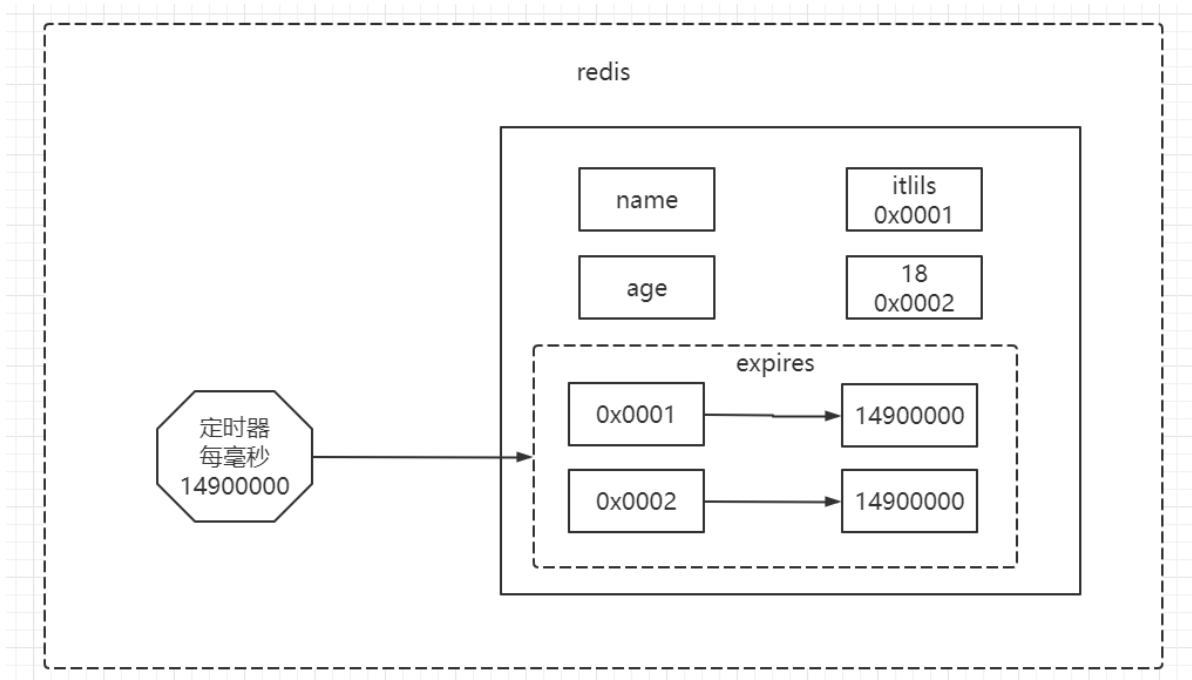 redis
name
itlils
0x0001
age
18
0x0002
expires
0x0001
14900000
0x0002
14900000
定时器
每毫秒
14900000